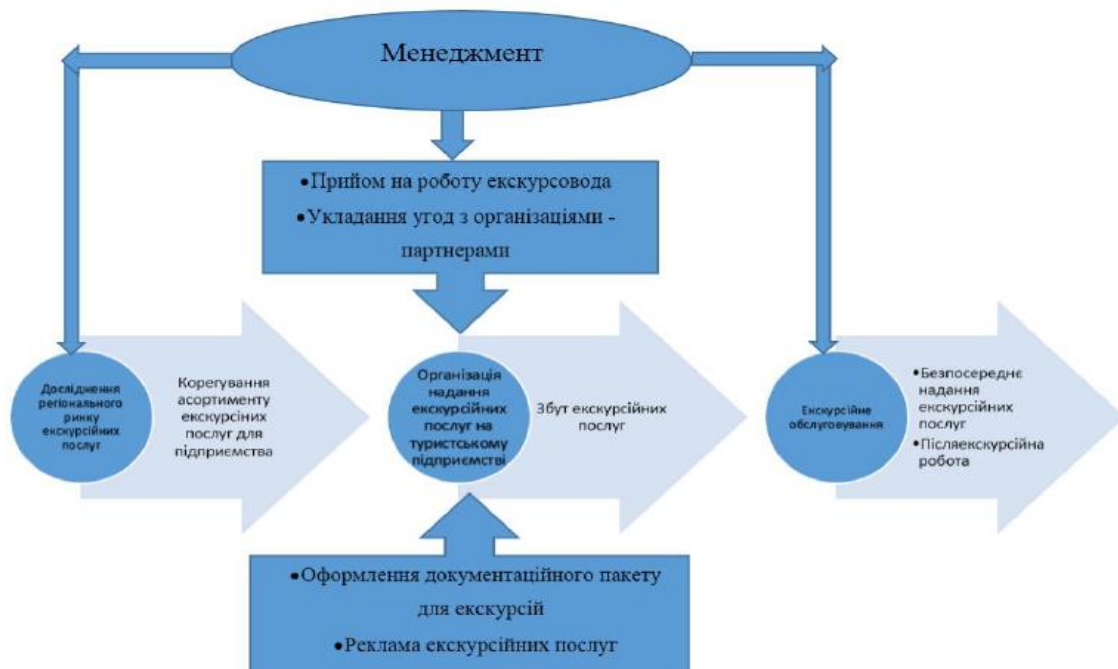 Менеджмент
•Прийом на роботу екскурсовода
•Укладання угод з організаціями -
партнерами
Дослідження
регіонального
ринку
екскурсійних
послуг
Корегування
асортименту
екскурсіних
послуг для
підприємства
Організація
надання
екскурсійних
послуг на
туристському
підприємстві
Збут екскурсійних
послуг
Екскурсійне
обслуговування
•Безпосереднє
надання
екскурсійних
послуг
•Післяекскурсійна
робота
•Оформлення документаційного пакету
для екскурсій
•Реклама екскурсійних послуг